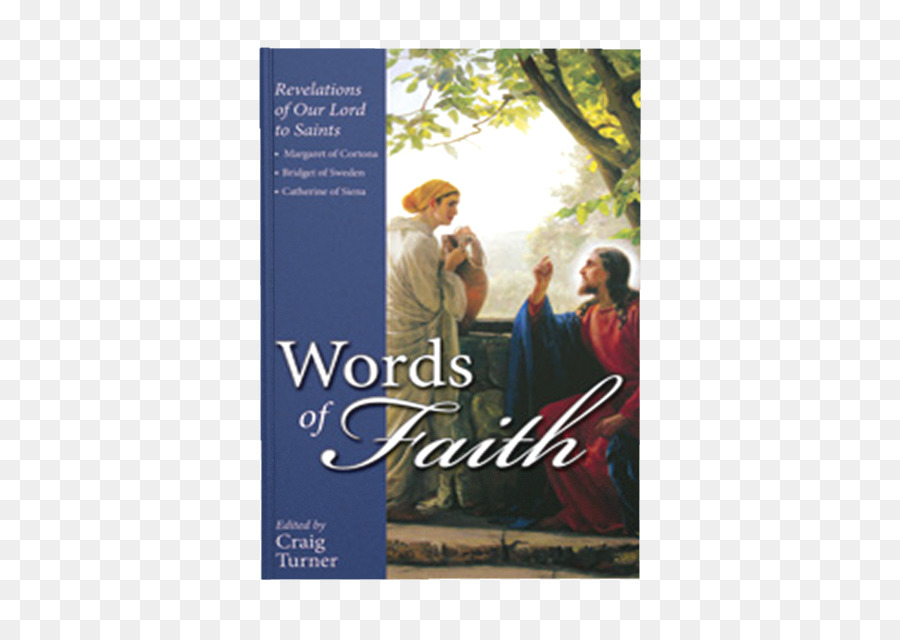 Revelations
of Our Lord
to Saints
• Margaret of Cortona
• Bridget of Sweden
• Catherine of Siena
Words
of Faith
Edited by
Craig
Turner